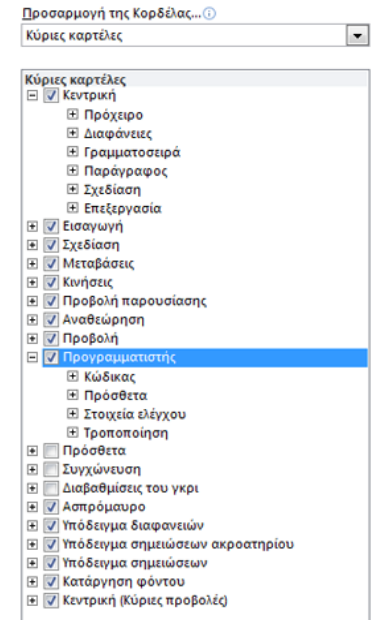 Προσαρμογή της Κορδέλας...
Κύριες καρτέλες
Κύριες καρτέλες
Κεντρική
Πρόχειρο
Διαφάνειες
Γραμματοσειρά
Παράγραφος
Σχεδίαση
Επεξεργασία
Εισαγωγή
Σχεδίαση
Μεταβάσεις
Κινήσεις
Προβολή παρουσίασης
Αναθεώρηση
Προβολή
Προγραμματιστής
Κώδικας
Πρόσθετα
Στοιχεία ελέγχου
Τροποποίηση
Πρόσθετα
Συγχώνευση
Διαβαθμίσεις του γκρι
Ασπρόμαυρο
Υπόδειγμα διαφανειών
Υπόδειγμα σημειώσεων ακροατηρίου
Υπόδειγμα σημειώσεων
Κατάργηση φόντου
Κεντρική (Κύριες προβολές)